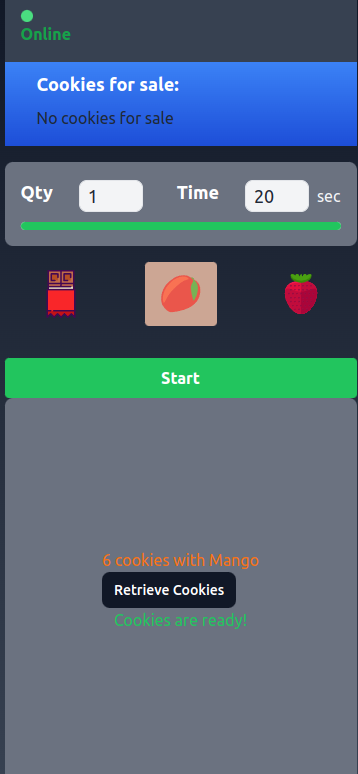 Online
Cookies for sale:
No cookies for sale
Qty 1 Time 20 sec
Start
6 cookies with Mango
Retrieve Cookies
Cookies are ready!